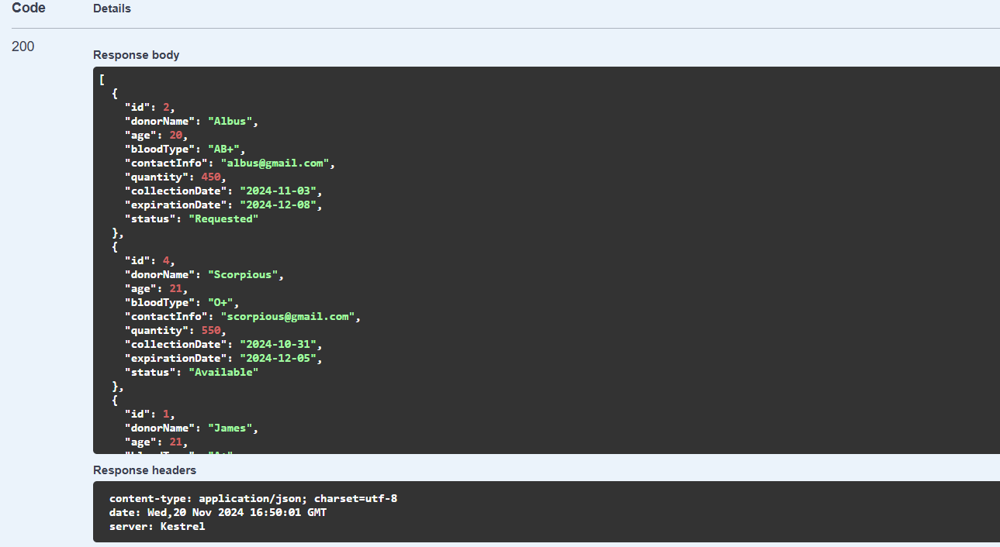 Code Details
200
Response body
[
  {
    "id": 2,
    "donorName": "Albus",
    "age": 20,
    "bloodType": "AB+",
    "contactInfo": "albus@gmail.com",
    "quantity": 450,
    "collectionDate": "2024-11-03",
    "expirationDate": "2024-12-08",
    "status": "Requested"
  },
  {
    "id": 4,
    "donorName": "Scorpious",
    "age": 21,
    "bloodType": "O+",
    "contactInfo": "scorpious@gmail.com",
    "quantity": 550,
    "collectionDate": "2024-10-31",
    "expirationDate": "2024-12-05",
    "status": "Available"
  },
  {
    "id": 1,
    "donorName": "James",
    "age": 21,
Response headers
content-type: application/json; charset=utf-8
date: Wed,20 Nov 2024 16:50:01 GMT
server: Kestrel